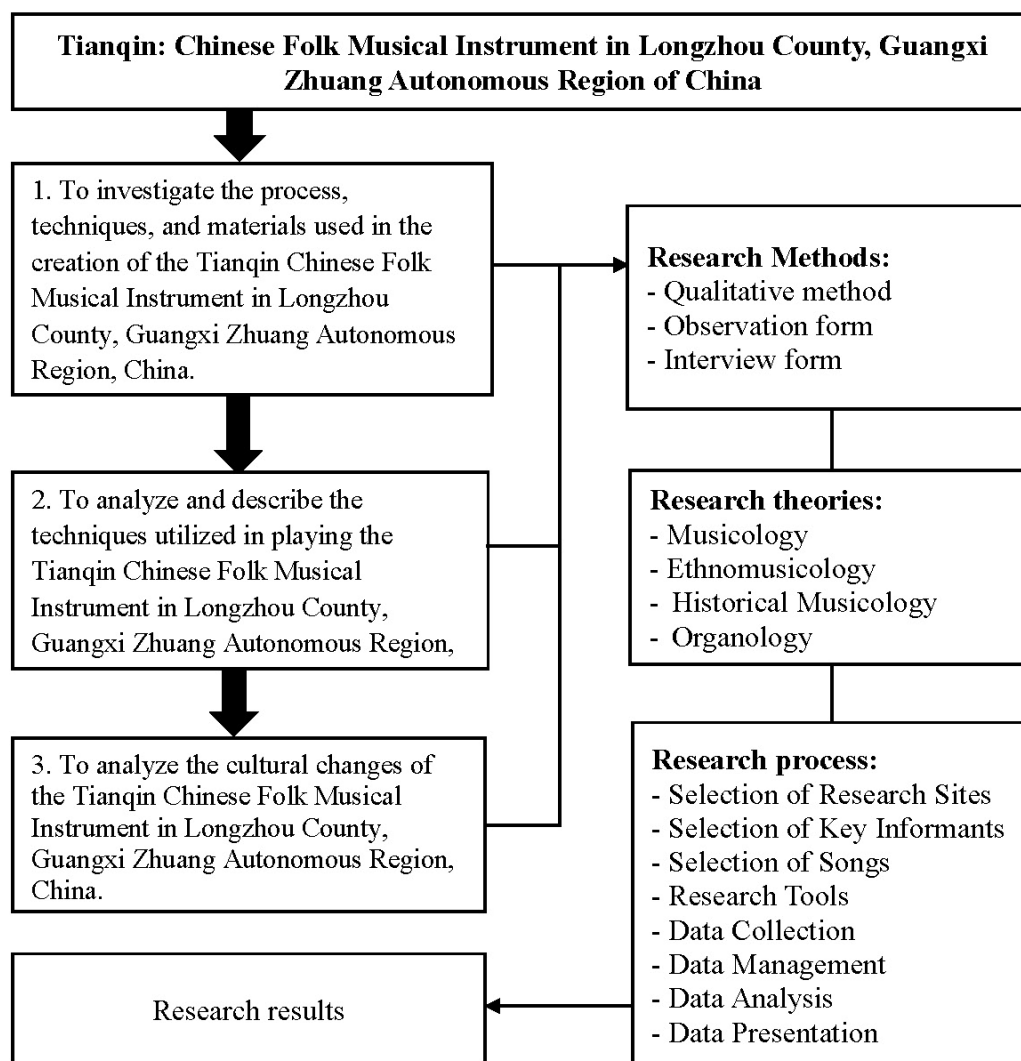 Tianqin: Chinese Folk Musical Instrument in Longzhou County, Guangxi
Zhuang Autonomous Region of China
1. To investigate the process,
techniques, and materials used in the
creation of the Tianqin Chinese Folk
Musical Instrument in Longzhou
County, Guangxi Zhuang Autonomous
Region, China.
2. To analyze and describe the
techniques utilized in playing the
Tianqin Chinese Folk Musical
Instrument in Longzhou County,
Guangxi Zhuang Autonomous Region,
3. To analyze the cultural changes of
the Tianqin Chinese Folk Musical
Instrument in Longzhou County,
Guangxi Zhuang Autonomous Region,
China.
Research Methods:
- Qualitative method
- Observation form
- Interview form
Research theories:
- Musicology
- Ethnomusicology
- Historical Musicology
- Organology
Research process:
- Selection of Research Sites
- Selection of Key Informants
- Selection of Songs
- Research Tools
- Data Collection
- Data Management
- Data Analysis
- Data Presentation
Research results